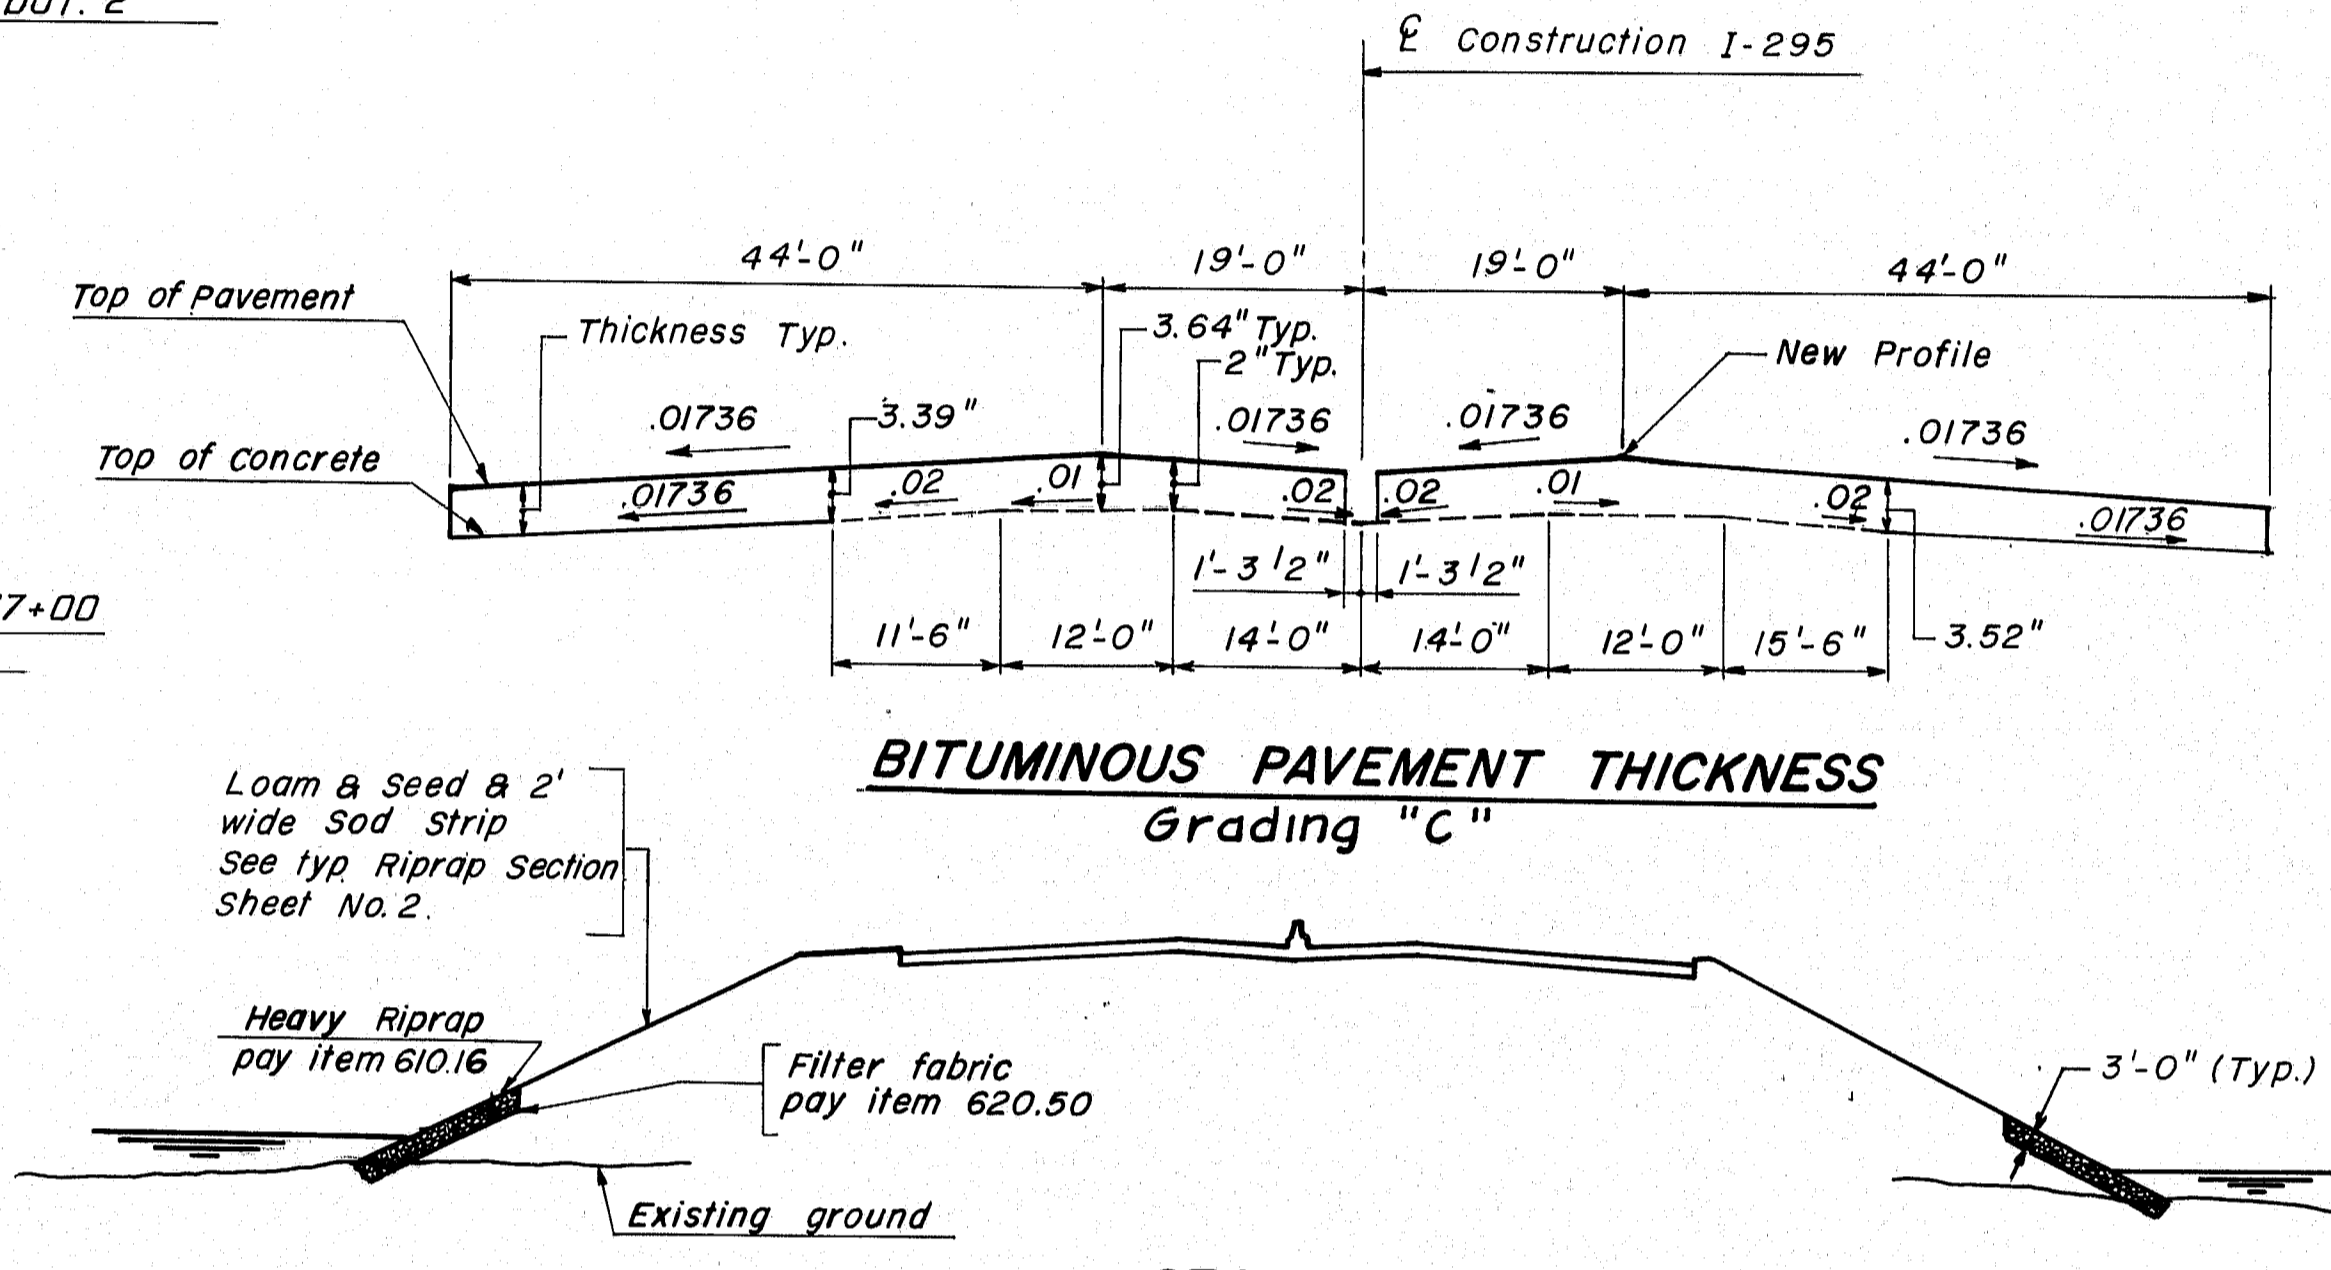 ℄ Construction I-295
44'-0"
19'-0"
19'-0"
44'-0"
Top of Pavement
Thickness Typ.
3.64" Typ.
2" Typ.
New Profile
.01736
3.39"
.01736
.01736
.01736
Top of Concrete
.01736
.02
.01
.02
.02
.01
.02
.01736
1'-3 1/2"
1'-3 1/2"
7+00
11'-6"
12'-0"
14'-0"
14'-0"
12'-0"
15'-6"
3.52"
BITUMINOUS PAVEMENT THICKNESS
Grading "C"
Loam & Seed & 2'
wide Sod Strip
See typ. Riprap Section
Sheet No. 2.
Heavy Riprap
pay item 610.16
Filter fabric
pay item 620.50
3'-0" (Typ.)
Existing ground